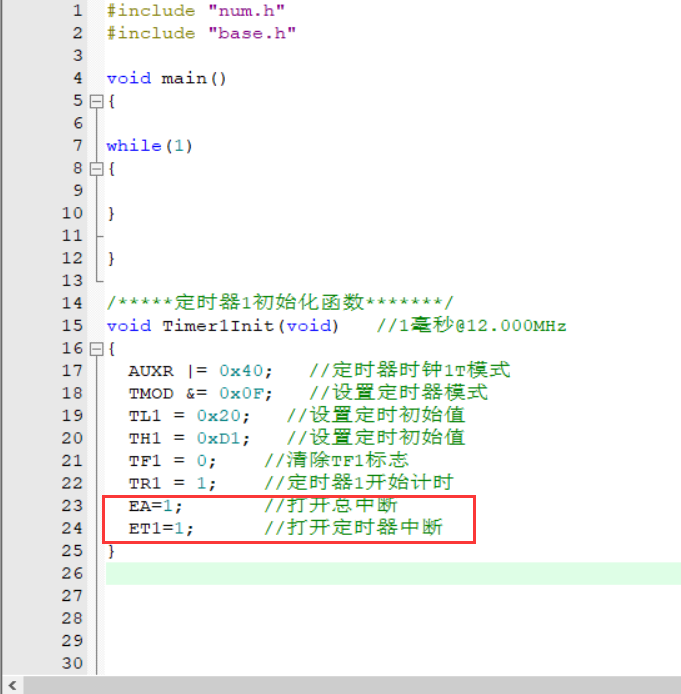 1 #include "num.h"
2 #include "base.h"
3
4 void main()
5 {
6
7 while(1)
8 {
9
10 }
11
12 }
13
14 /*****定时器1初始化函数*******/
15 void Timer1Init(void) //1毫秒@12.000MHz
16 {
17 AUXR |= 0x40; //定时器时钟1T模式
18 TMOD &= 0x0F; //设置定时器模式
19 TL1 = 0x20; //设置定时初始值
20 TH1 = 0xD1; //设置定时初始值
21 TF1 = 0; //清除TF1标志
22 TR1 = 1; //定时器1开始计时
23 EA=1; //打开总中断
24 ET1=1; //打开定时器中断
25 }
26
27
28
29
30